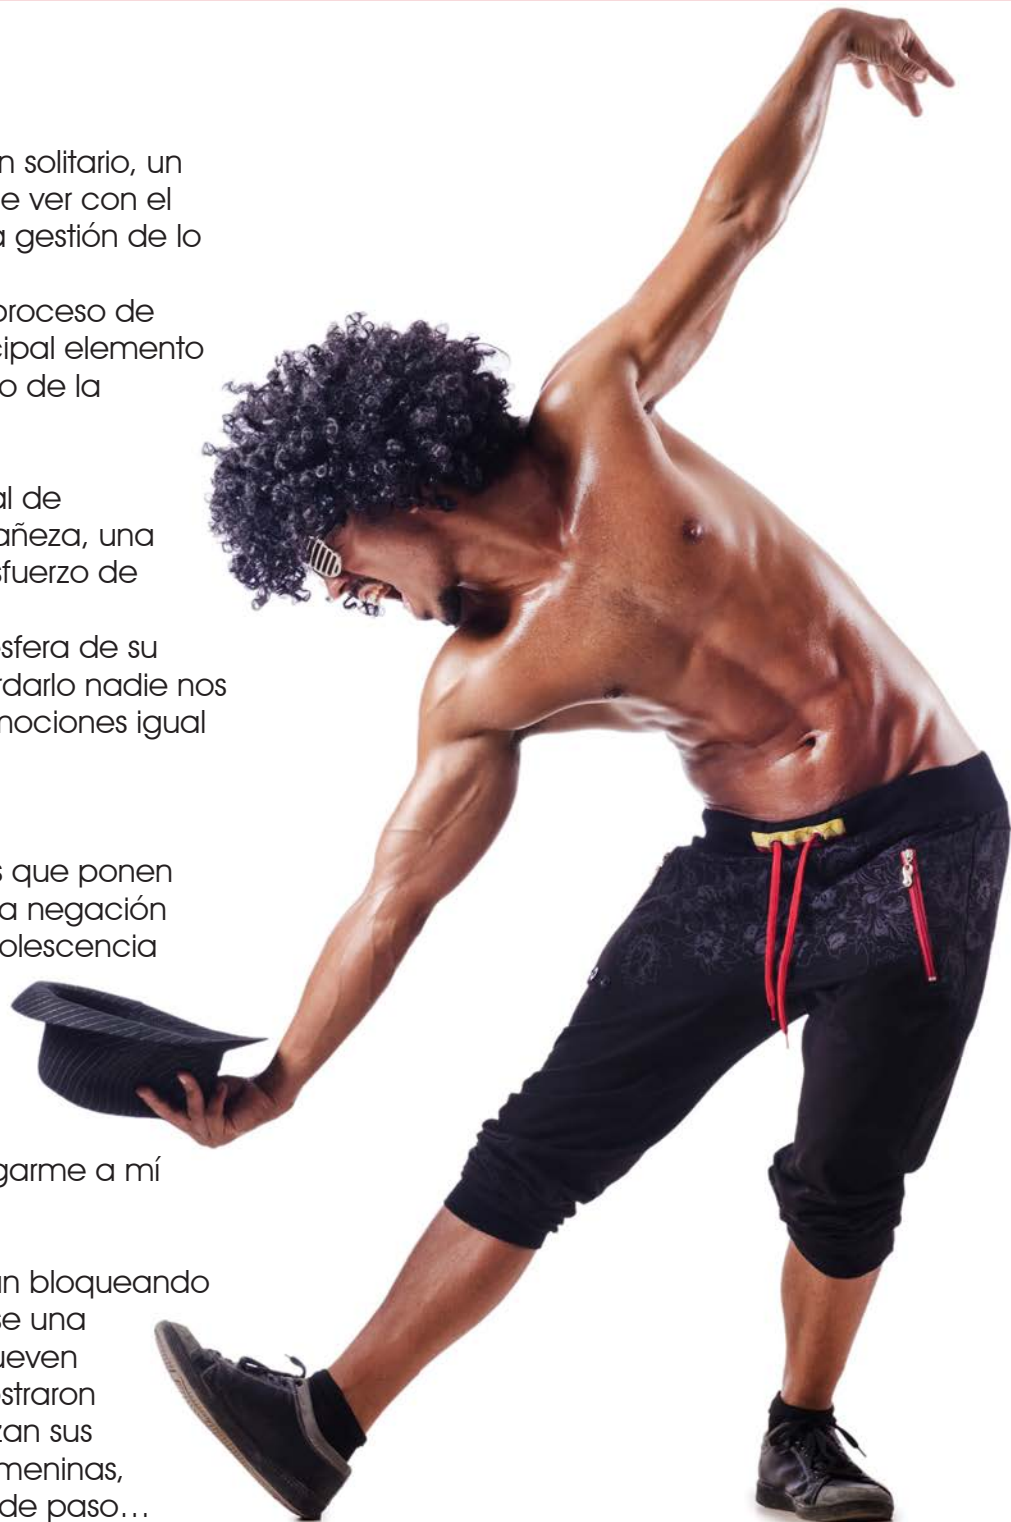 n solitario, un
e ver con el
a gestión de lo
proceso de
cipal elemento
o de la
al de
añeza, una
sfuerzo de
sfera de su
rdarlo nadie nos
mociones igual
s que ponen
a negación
olescencia
garme a mí
an bloqueando
se una
ueven
straron
zan sus
meninas,
de paso...